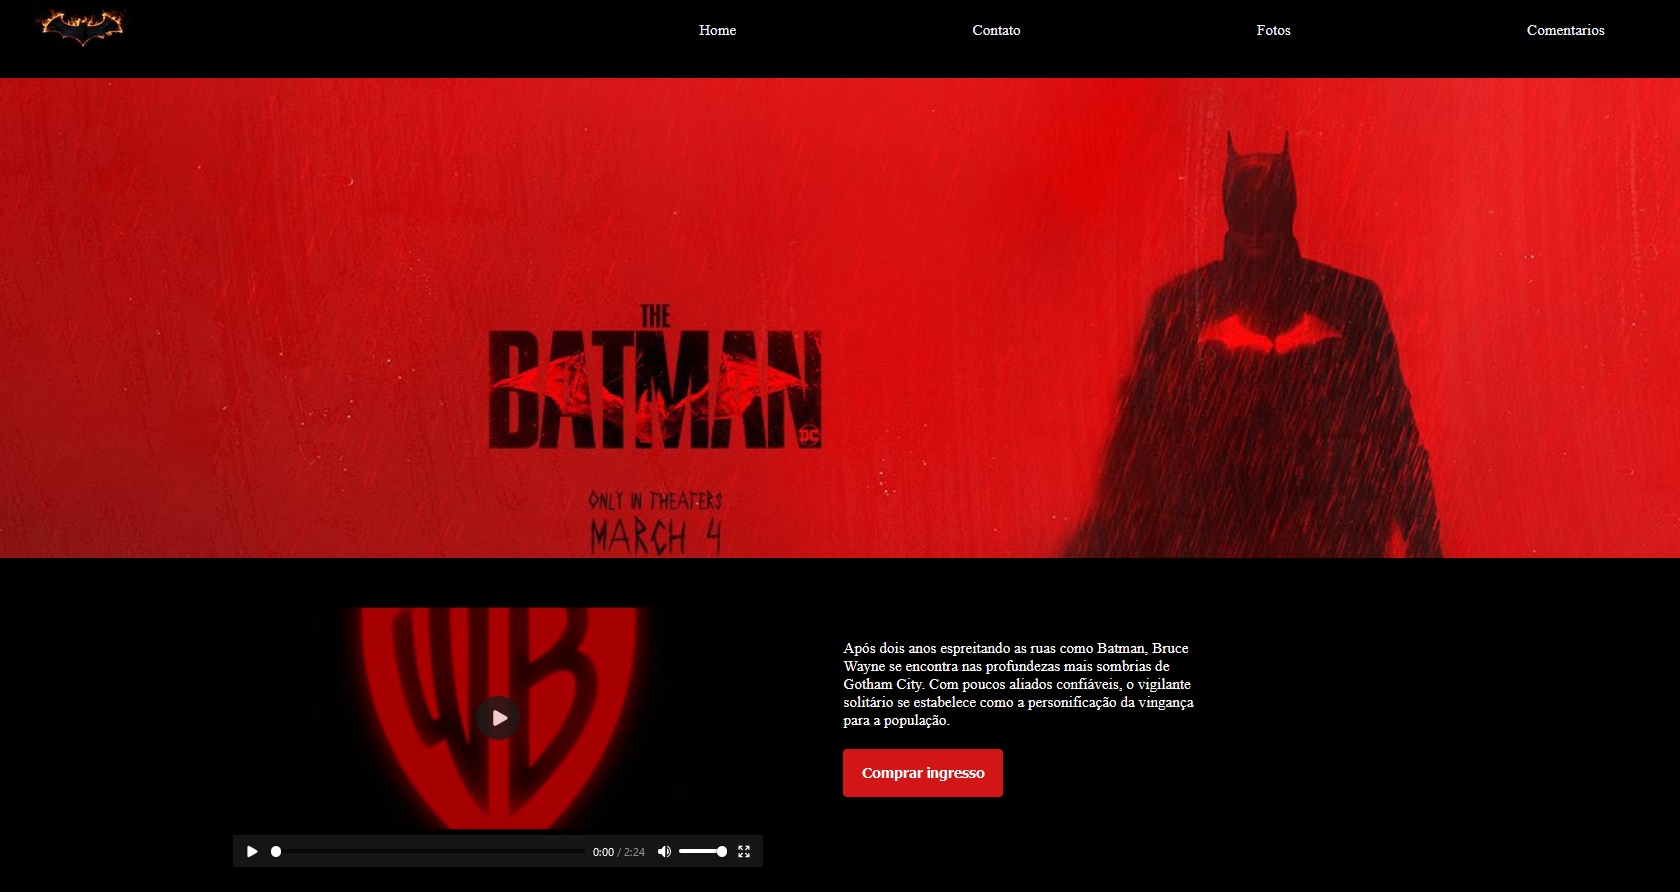 Home Contato Fotos Comentarios
THE
BATMAN
DC
ONLY IN THEATERS
MARCH 4
WB
Após dois anos espreitando as ruas como Batman, Bruce
Wayne se encontra nas profundezas mais sombrias de
Gotham City. Com poucos aliados confiáveis, o vigilante
solitário se estabelece como a personificação da vingança
para a população.
Comprar ingresso
0:00 / 2:24